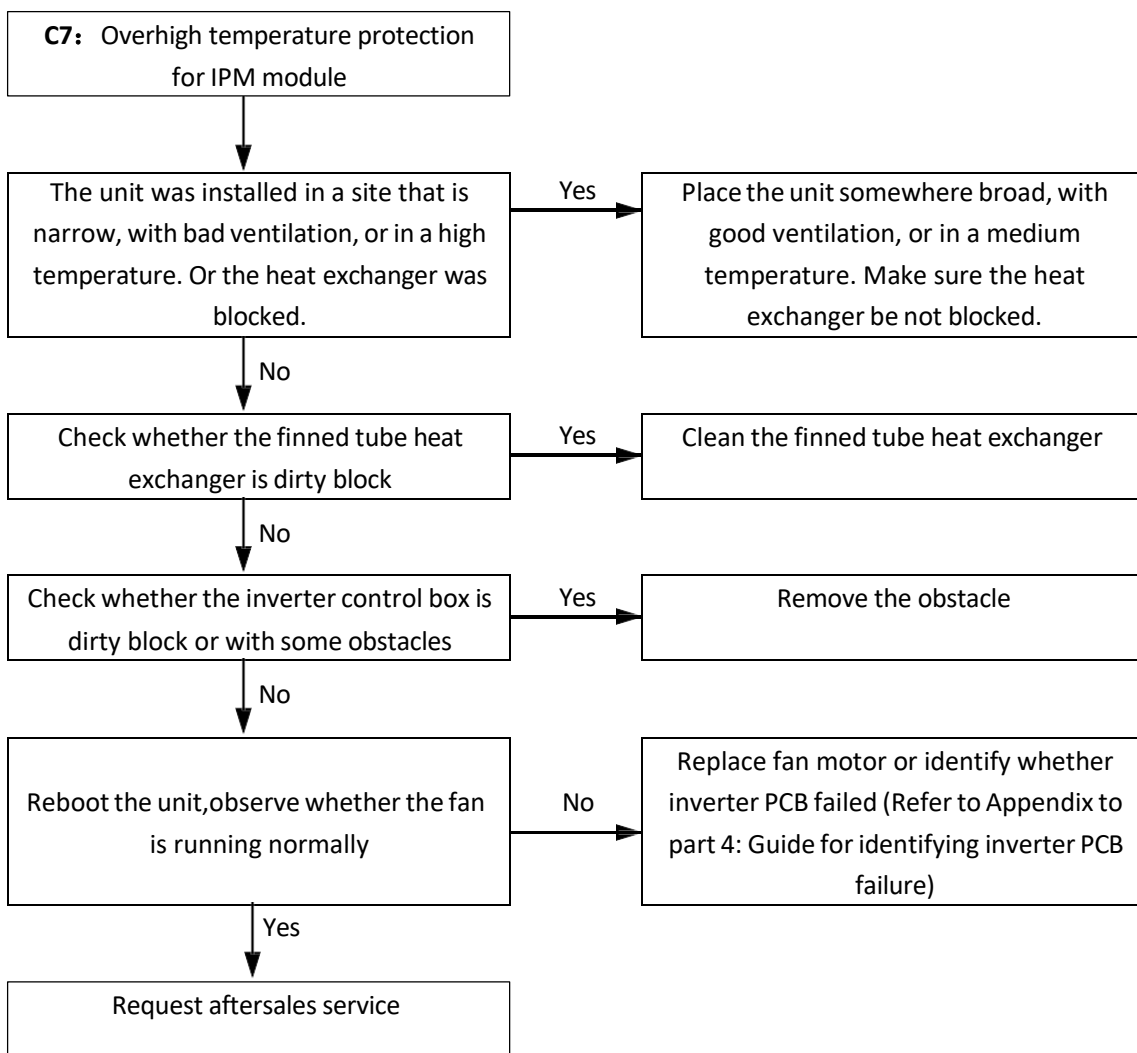 C7： Overhigh temperature protection
for IPM module
The unit was installed in a site that is
narrow, with bad ventilation, or in a high
temperature. Or the heat exchanger was
blocked.
Yes
Place the unit somewhere broad, with
good ventilation, or in a medium
temperature. Make sure the heat
exchanger be not blocked.
No
Check whether the finned tube heat
exchanger is dirty block
Yes
Clean the finned tube heat exchanger
No
Check whether the inverter control box is
dirty block or with some obstacles
Yes
Remove the obstacle
No
Reboot the unit,observe whether the fan
is running normally
No
Replace fan motor or identify whether
inverter PCB failed (Refer to Appendix to
part 4: Guide for identifying inverter PCB
failure)
Yes
Request aftersales service